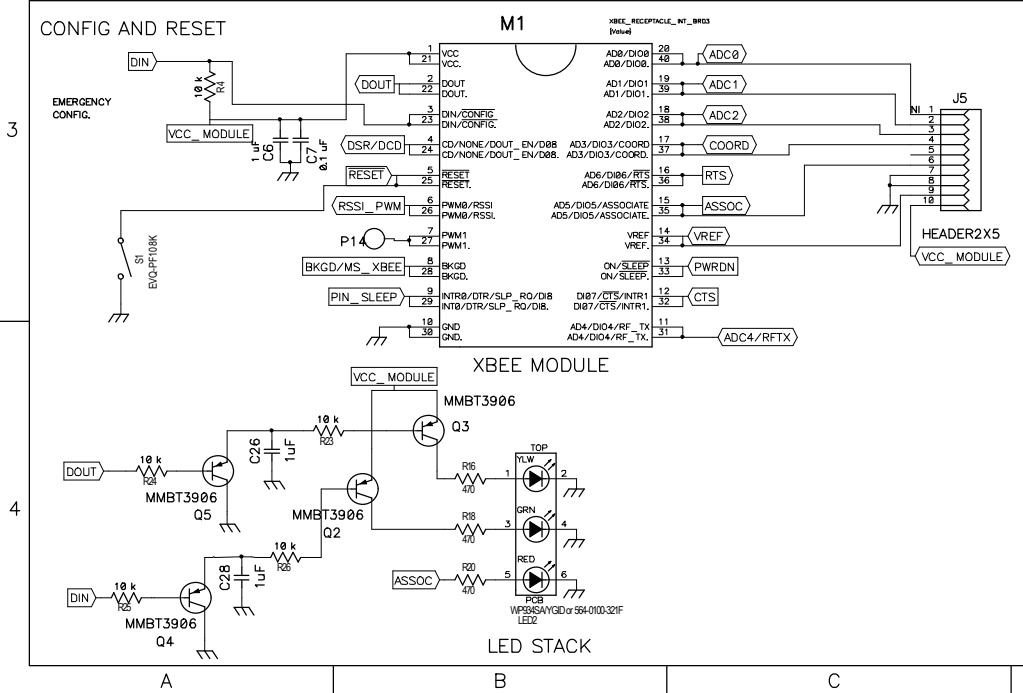 CONFIG AND RESET
M1
XBEE_RECEPTACLE_INT_BRD3
{Value}
DIN
10 k
R4
EMERGENCY
CONFIG.
VCC_MODULE
C6
1 uF
C7
0.1 uF
DOUT
DSR/DCD
RESET
RSSI_PWM
P14
BKGD/MS_XBEE
PIN_SLEEP
S1
EVQ-PF108K
1 VCC
21 VCC.
2 DOUT
22 DOUT.
3 DIN/CONFIG
23 DIN/CONFIG.
4 CD/NONE/DOUT_EN/DO8
24 CD/NONE/DOUT_EN/DO8.
5 RESET
25 RESET.
6 PWM0/RSSI
26 PWM0/RSSI.
7 PWM1
27 PWM1.
8 BKGD
28 BKGD.
9 INTR0/DTR/SLP_RQ/DI8
29 INT0/DTR/SLP_RQ/DI8.
10 GND
30 GND.
AD0/DIO0 20
AD0/DIO0. 40
AD1/DIO1 19
AD1/DIO1. 39
AD2/DIO2 18
AD2/DIO2. 38
AD3/DIO3/COORD 17
AD3/DIO3/COORD. 37
AD6/DIO6/RTS 16
AD6/DIO6/RTS. 36
AD5/DIO5/ASSOCIATE 15
AD5/DIO5/ASSOCIATE. 35
VREF 14
VREF. 34
ON/SLEEP 13
ON/SLEEP. 33
DIO7/CTS/INTR1 12
DIO7/CTS/INTR1. 32
AD4/DIO4/RF_TX 11
AD4/DIO4/RF_TX. 31
ADC0
ADC1
ADC2
COORD
RTS
ASSOC
VREF
PWRDN
CTS
ADC4/RFTX
J5
NI 1
2
3
4
5
6
7
8
9
10
HEADER2X5
VCC_MODULE
XBEE MODULE
3
4
VCC_MODULE
MMBT3906
Q3
10 k
R23
C26
1uF
DOUT
10 k
R24
MMBT3906
Q5
MMBT3906
Q2
10 k
R26
C28
1uF
DIN
10 k
R25
MMBT3906
Q4
TOP
YLW
R16
470
1
2
GRN
R18
470
3
4
RED
ASSOC
R20
470
5
6
PCB
WP934SA/YGID or 564-0100-321F
LED2
LED STACK
A
B
C